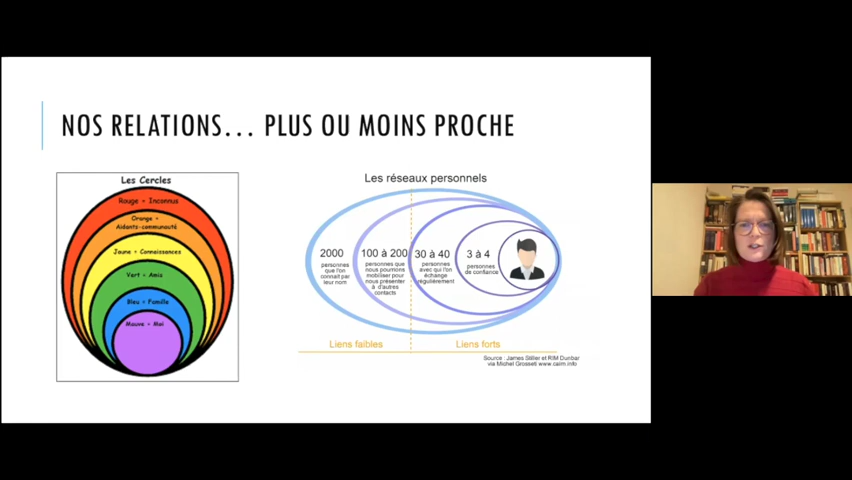 NOS RELATIONS... PLUS OU MOINS PROCHE
Les Cercles
Rouge = Inconnus
Orange =
Aidants-communauté
Jaune = Connaissances
Vert = Amis
Bleu = Famille
Mauve = Moi
Les réseaux personnels
2000
personnes
que l'on
connait par
leur nom
100 à 200
personnes que
nous pourrions
mobiliser pour
nous présenter
à d'autres
contacts
30 à 40
personnes
avec qui l'on
échange
régulièrement
3 à 4
personnes
de confiance
Liens faibles
Liens forts
Source : James Stiller et RIM Dunbar
via Michel Grossetti www.cairn.info